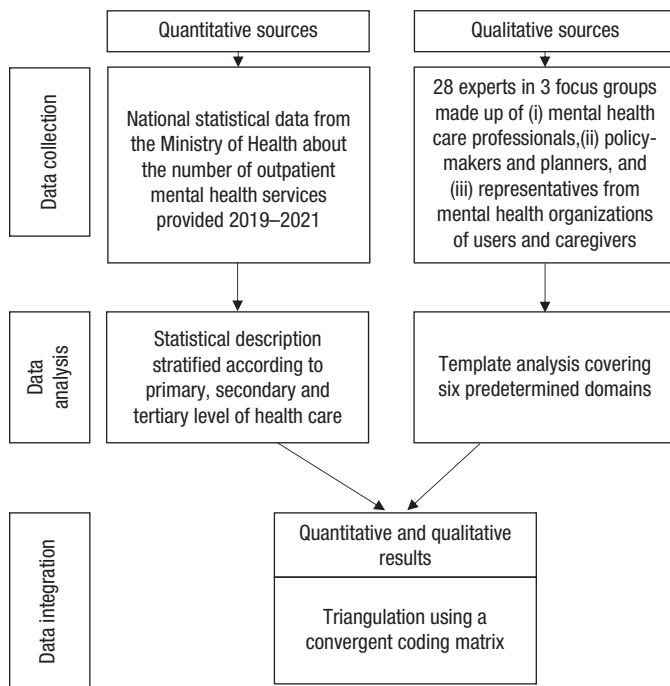 Quantitative sources
Qualitative sources
Data collection
National statistical data from
the Ministry of Health about
the number of outpatient
mental health services
provided 2019–2021
28 experts in 3 focus groups
made up of (i) mental health
care professionals,(ii) policy-
makers and planners, and
(iii) representatives from
mental health organizations
of users and caregivers
Data
analysis
Statistical description
stratified according to
primary, secondary and
tertiary level of health care
Template analysis covering
six predetermined domains
Data integration
Quantitative and qualitative
results
Triangulation using a
convergent coding matrix